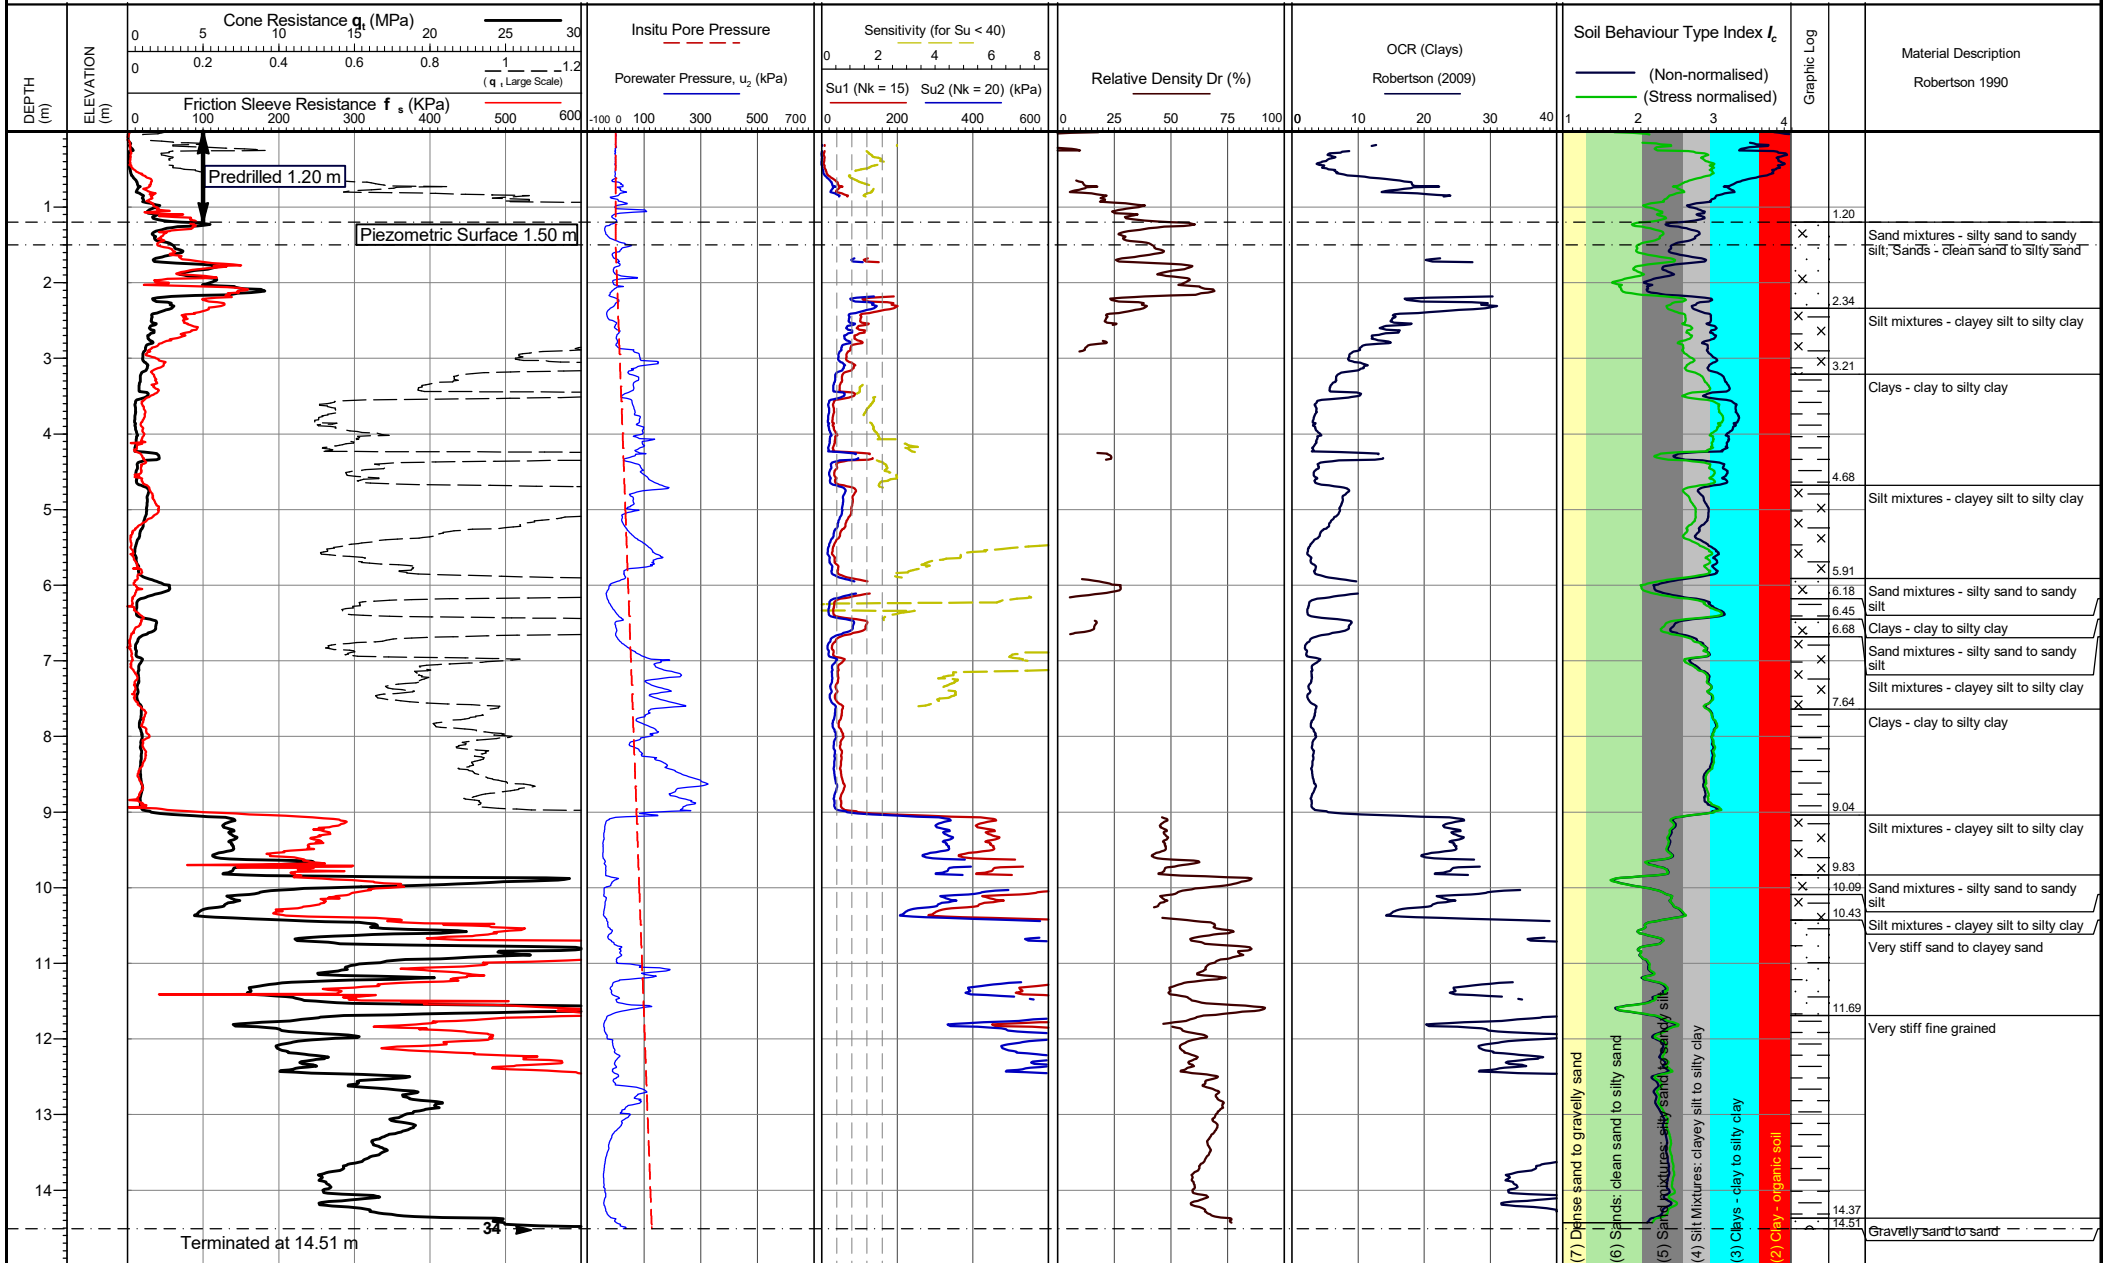 Cone Resistance qt (MPa)
0 5 10 15 20 25 30
0 0.2 0.4 0.6 0.8 1 1.2
(qt Large Scale)
Friction Sleeve Resistance fs (KPa)
0 100 200 300 400 500 600
DEPTH
(m)
ELEVATION
(m)
Insitu Pore Pressure
Porewater Pressure, u2 (kPa)
-100 0 100 300 500 700
Sensitivity (for Su < 40)
0 2 4 6 8
Su1 (Nk = 15) Su2 (Nk = 20) (kPa)
0 200 400 600
Relative Density Dr (%)
0 25 50 75 100
OCR (Clays)
Robertson (2009)
0 10 20 30 40
Soil Behaviour Type Index Ic
(Non-normalised)
(Stress normalised)
1 2 3 4
Graphic Log
Material Description
Robertson 1990
Predrilled 1.20 m
Piezometric Surface 1.50 m
1
2
3
4
5
6
7
8
9
10
11
12
13
14
34
Terminated at 14.51 m
(7) Dense sand to gravelly sand
(6) Sands: clean sand to silty sand
(5) Sand mixtures: silty sand to sandy silt
(4) Silt Mixtures: clayey silt to silty clay
(3) Clays - clay to silty clay
(2) Clay - organic soil
1.20
Sand mixtures - silty sand to sandy
silt; Sands - clean sand to silty sand
2.34
Silt mixtures - clayey silt to silty clay
3.21
Clays - clay to silty clay
4.68
Silt mixtures - clayey silt to silty clay
5.91
Sand mixtures - silty sand to sandy
silt
6.18
6.45
Clays - clay to silty clay
6.68
Sand mixtures - silty sand to sandy
silt
Silt mixtures - clayey silt to silty clay
7.64
Clays - clay to silty clay
9.04
Silt mixtures - clayey silt to silty clay
9.83
Sand mixtures - silty sand to sandy
silt
10.09
10.43
Silt mixtures - clayey silt to silty clay
Very stiff sand to clayey sand
11.69
Very stiff fine grained
14.37
14.51
Gravelly sand to sand